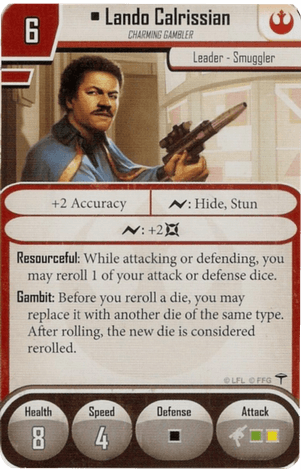 6
Lando Calrissian
CHARMING GAMBLER
Leader - Smuggler
+2 Accuracy
: Hide, Stun
: +2
Resourceful: While attacking or defending, you
may reroll 1 of your attack or defense dice.
Gambit: Before you reroll a die, you may
replace it with another die of the same type.
After rolling, the new die is considered
rerolled.
© LFL © FFG
Health Speed Defense Attack
8 4